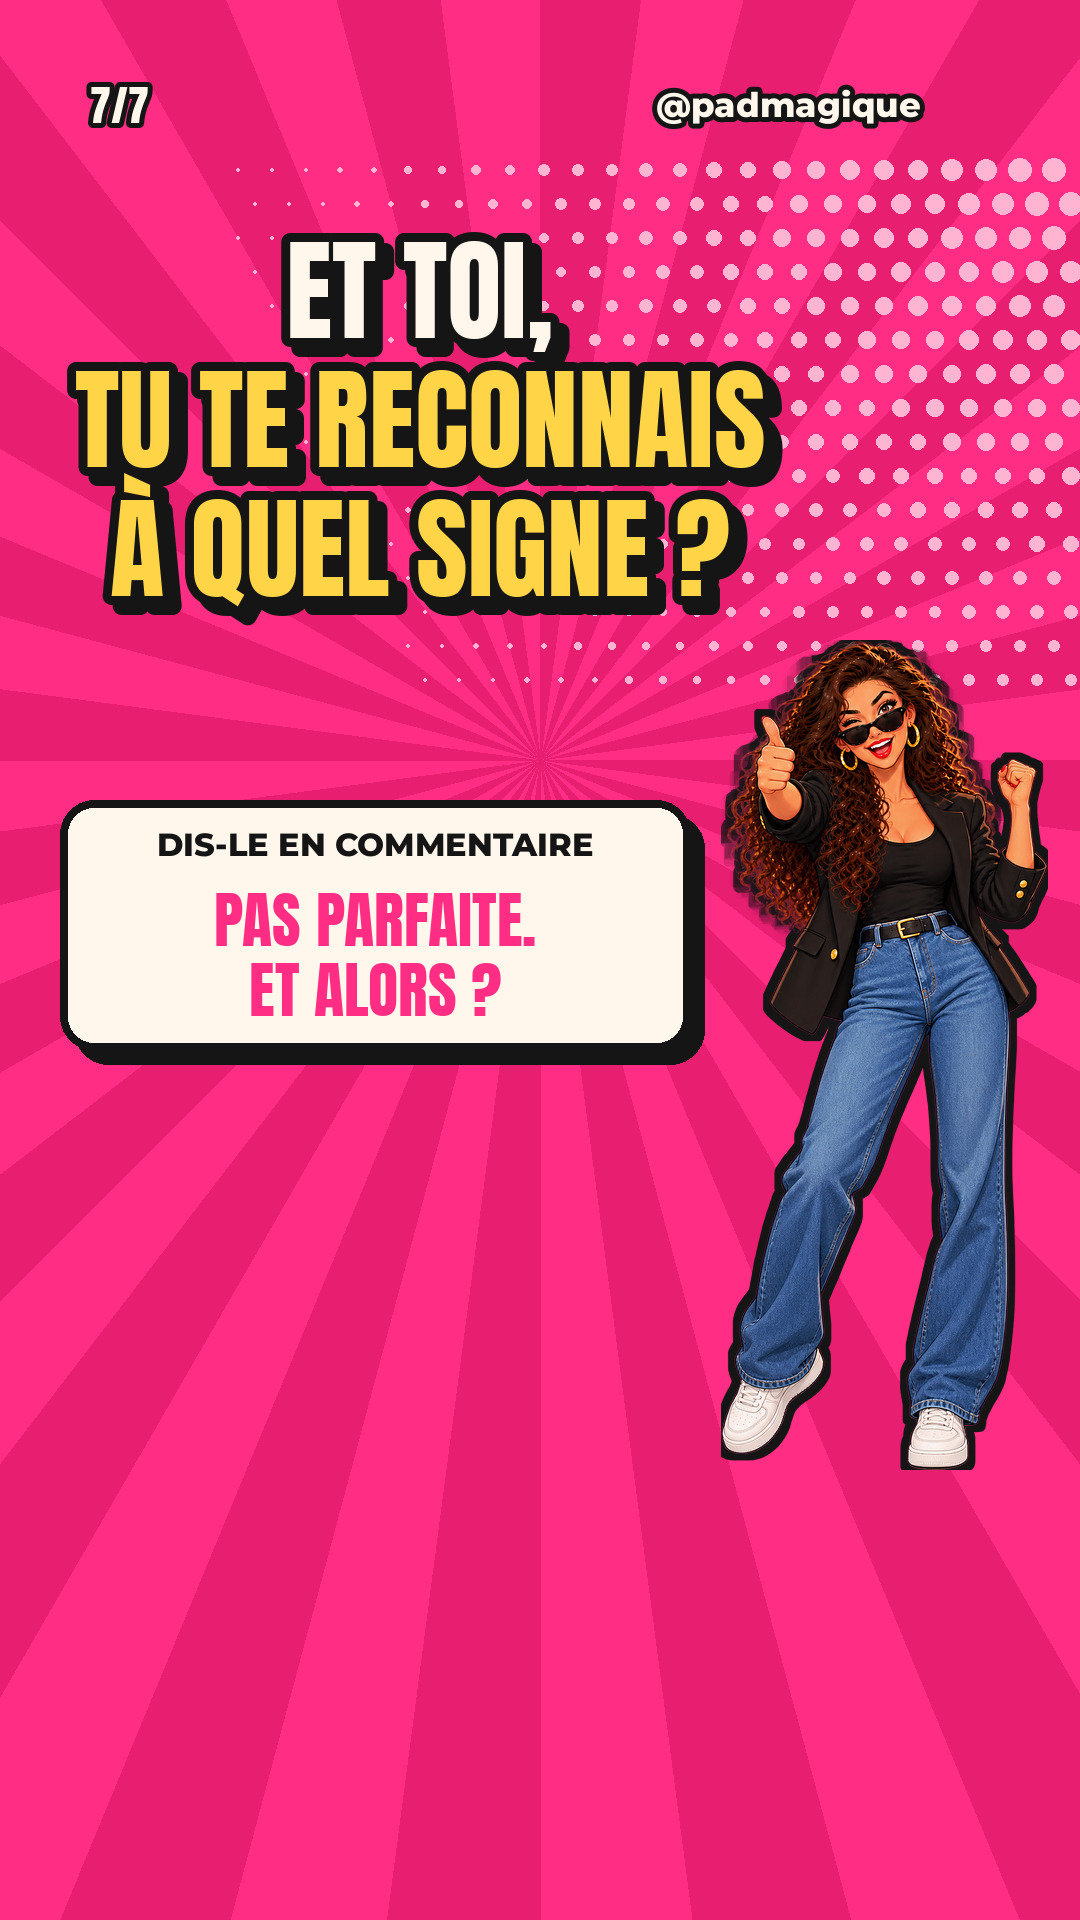 7/7
@padmagique
ET TOI,
TU TE RECONNAIS
À QUEL SIGNE ?
DIS-LE EN COMMENTAIRE
PAS PARFAITE.
ET ALORS ?